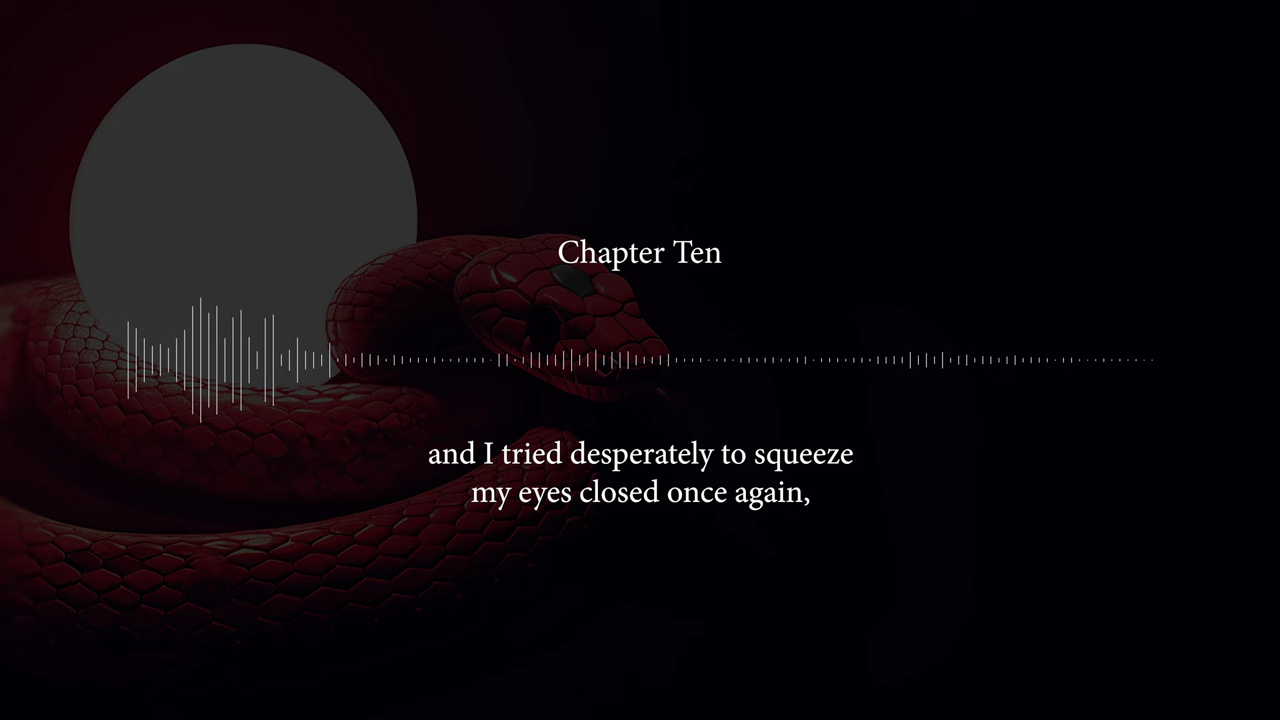 Chapter Ten
and I tried desperately to squeeze
my eyes closed once again,